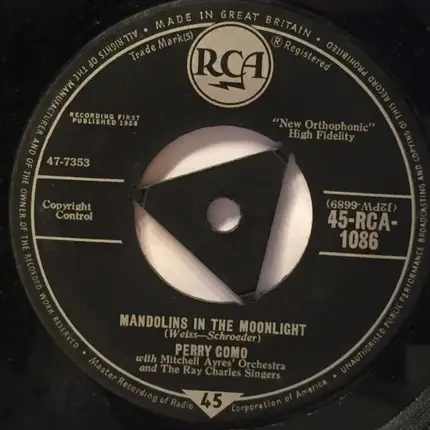 • MADE IN GREAT BRITAIN •
ALL RIGHTS OF THE MANUFACTURER AND OF THE OWNER OF THE RECORDED WORK RESERVED
UNAUTHORISED PUBLIC PERFORMANCE BROADCASTING AND COPYING OF THIS RECORD PROHIBITED
Trade Mark(s) ® Registered
RCA
RECORDING FIRST
PUBLISHED 1958
"New Orthophonic"
High Fidelity
47-7353
Copyright
Control
(J2PW-6899)
45-RCA-
1086
MANDOLINS IN THE MOONLIGHT
(Weiss—Schroeder)
PERRY COMO
with Mitchell Ayres' Orchestra
and The Ray Charles Singers
Master Recording of Radio Corporation of America
45